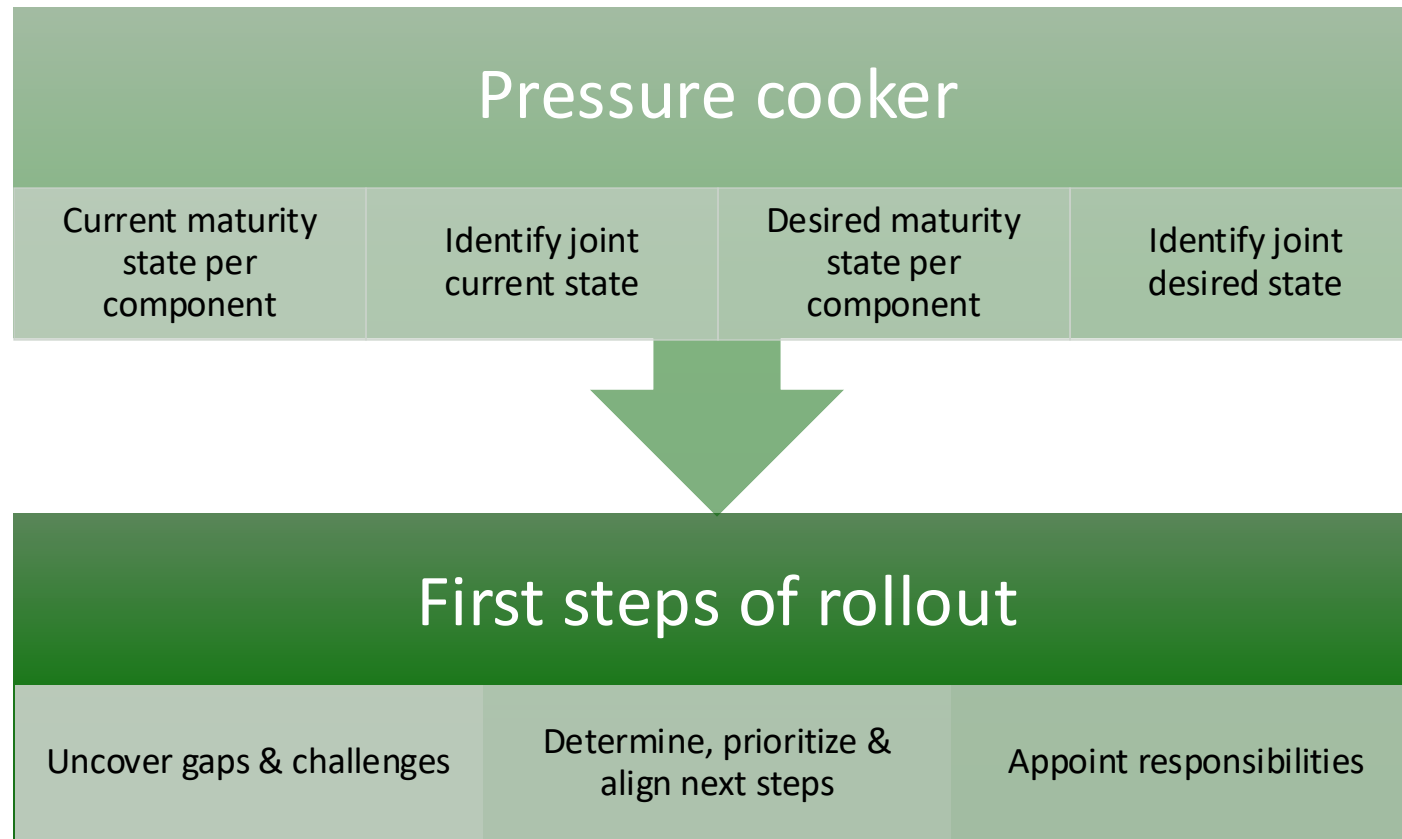 Pressure cooker
Current maturity
state per
component
Identify joint
current state
Desired maturity
state per
component
Identify joint
desired state
First steps of rollout
Uncover gaps & challenges
Determine, prioritize &
align next steps
Appoint responsibilities